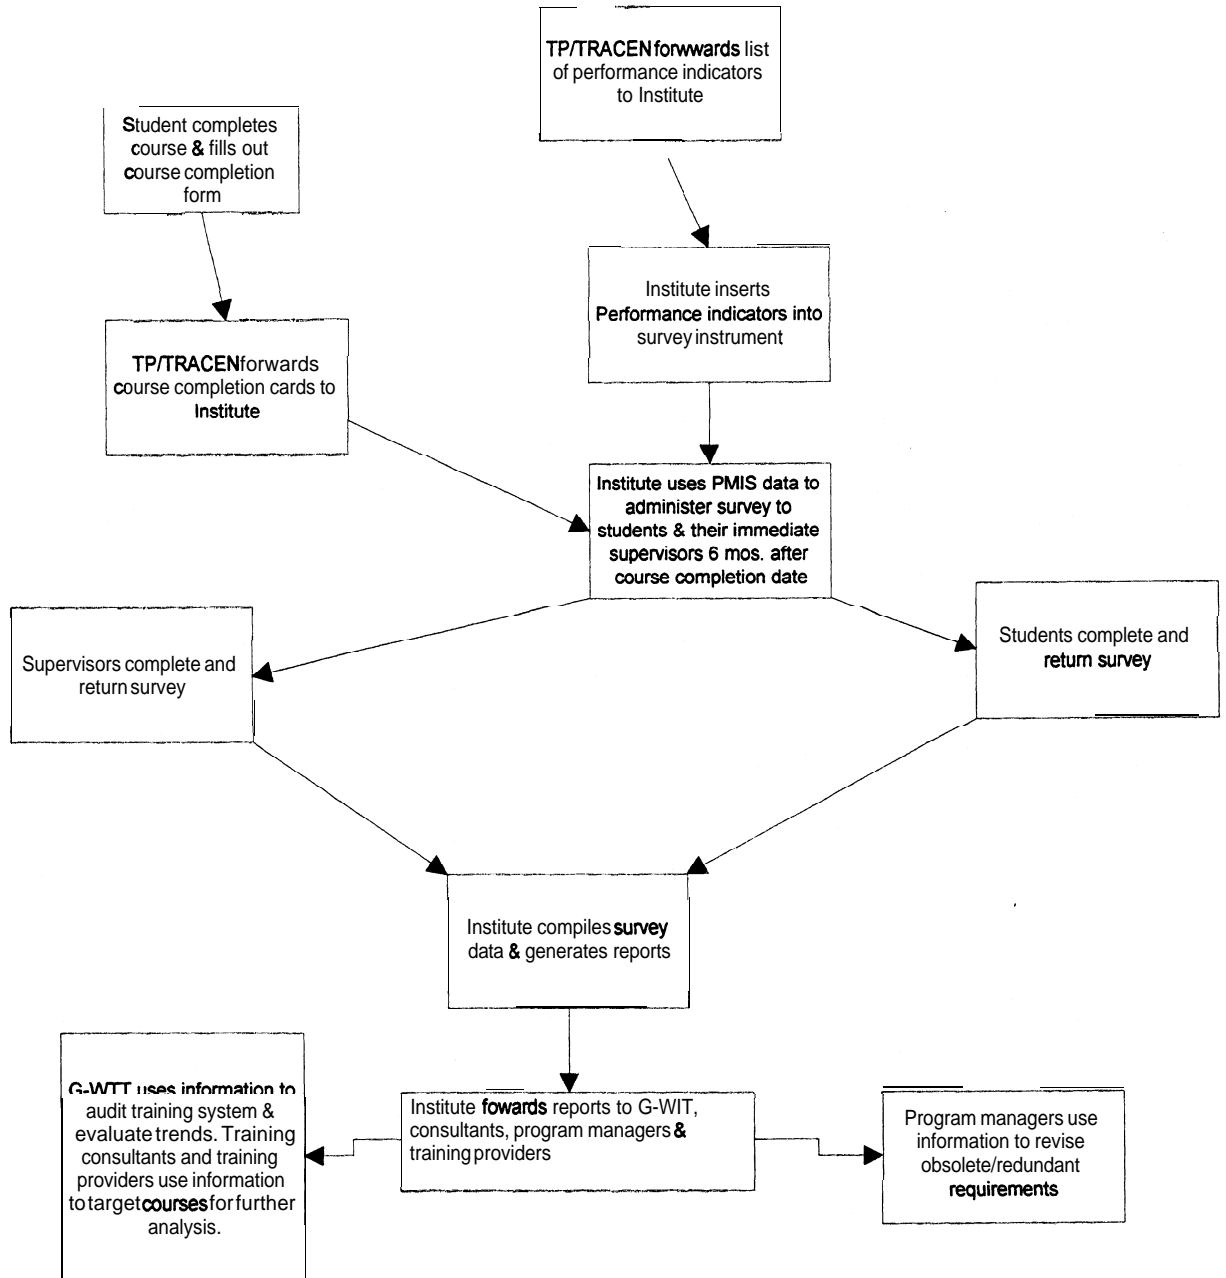 TP/TRACEN forwwards list
of performance indicators
to Institute
Student completes
course & fills out
course completion
form
Institute inserts
Performance indicators into
survey instrument
TP/TRACEN forwards
course completion cards to
Institute
Institute uses PMIS data to
administer survey to
students & their immediate
supervisors 6 mos. after
course completion date
Supervisors complete and
return survey
Students complete and
return survey
Institute compiles survey
data & generates reports
G-WTT uses information to
audit training system &
evaluate trends. Training
consultants and training
providers use information
to target courses for further
analysis.
Institute fowards reports to G-WIT,
consultants, program managers &
training providers
Program managers use
information to revise
obsolete/redundant
requirements